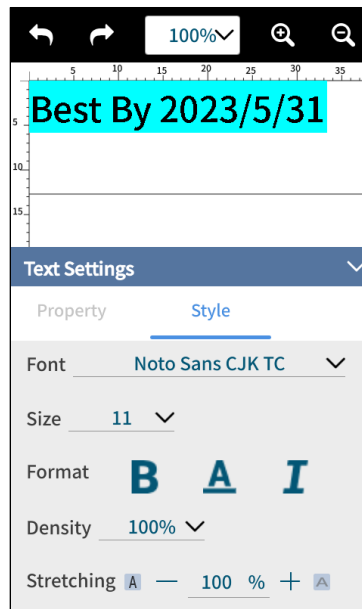 100%
5 10 15 20 25 30 35
Best By 2023/5/31
5
10
15
Text Settings
Property Style
Font Noto Sans CJK TC
Size 11
Format B A I
Density 100%
Stretching A — 100 % + A